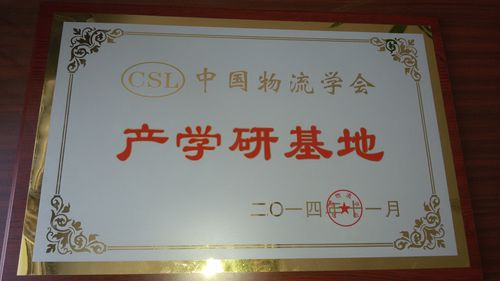 CSL 中国物流学会
产学研基地
二〇一四年十一月